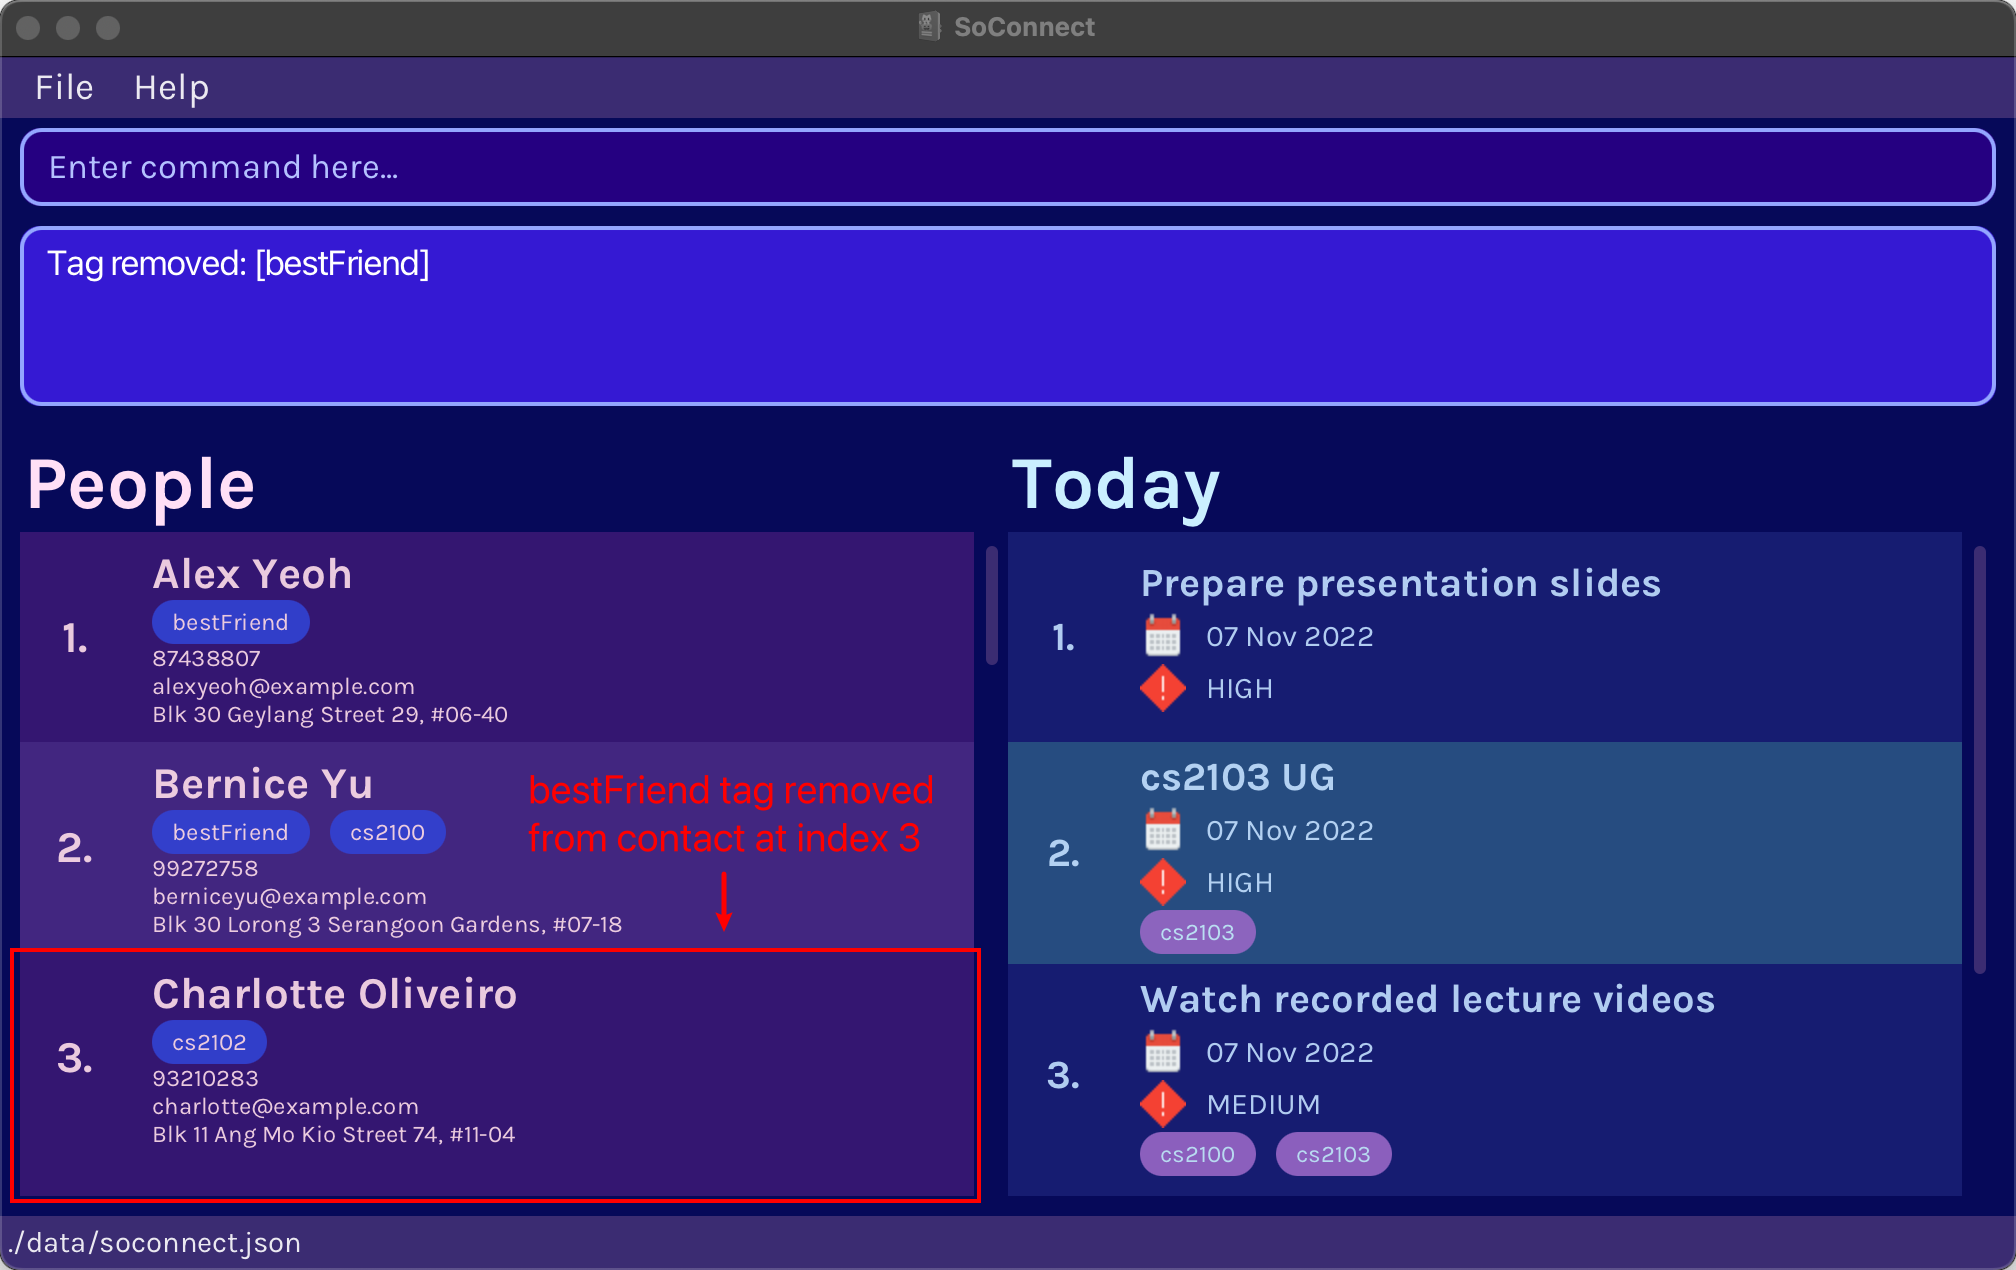 SoConnect
File Help
Enter command here...
Tag removed: [bestFriend]
People
1.
Alex Yeoh
bestFriend
87438807
alexyeoh@example.com
Blk 30 Geylang Street 29, #06-40
2.
Bernice Yu
bestFriend cs2100
99272758
berniceyu@example.com
Blk 30 Lorong 3 Serangoon Gardens, #07-18
bestFriend tag removed
from contact at index 3
3.
Charlotte Oliveiro
cs2102
93210283
charlotte@example.com
Blk 11 Ang Mo Kio Street 74, #11-04
Today
1.
Prepare presentation slides
07 Nov 2022
HIGH
2.
cs2103 UG
07 Nov 2022
HIGH
cs2103
3.
Watch recorded lecture videos
07 Nov 2022
MEDIUM
cs2100 cs2103
./data/soconnect.json